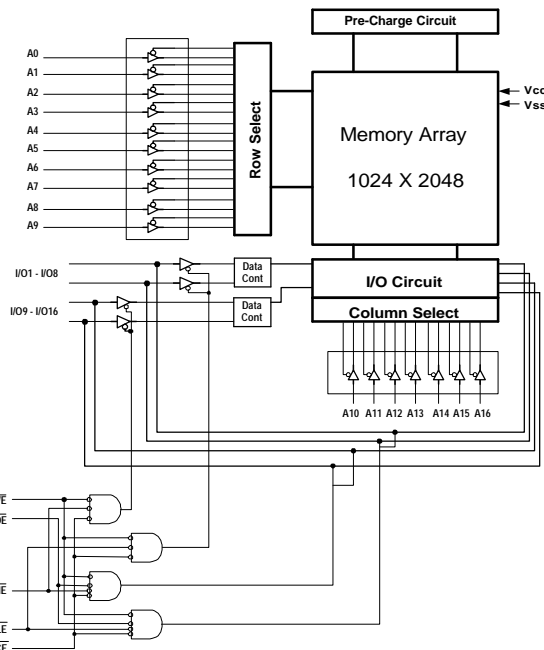 Pre-Charge Circuit
A0
A1
A2
A3
A4
A5
A6
A7
A8
A9
Row Select
Memory Array
1024 X 2048
Vss
I/O1 - I/O8
I/O9 - I/O16
Data
Cont
Data
Cont
I/O Circuit
Column Select
A10 A11 A12 A13 A14 A15 A16